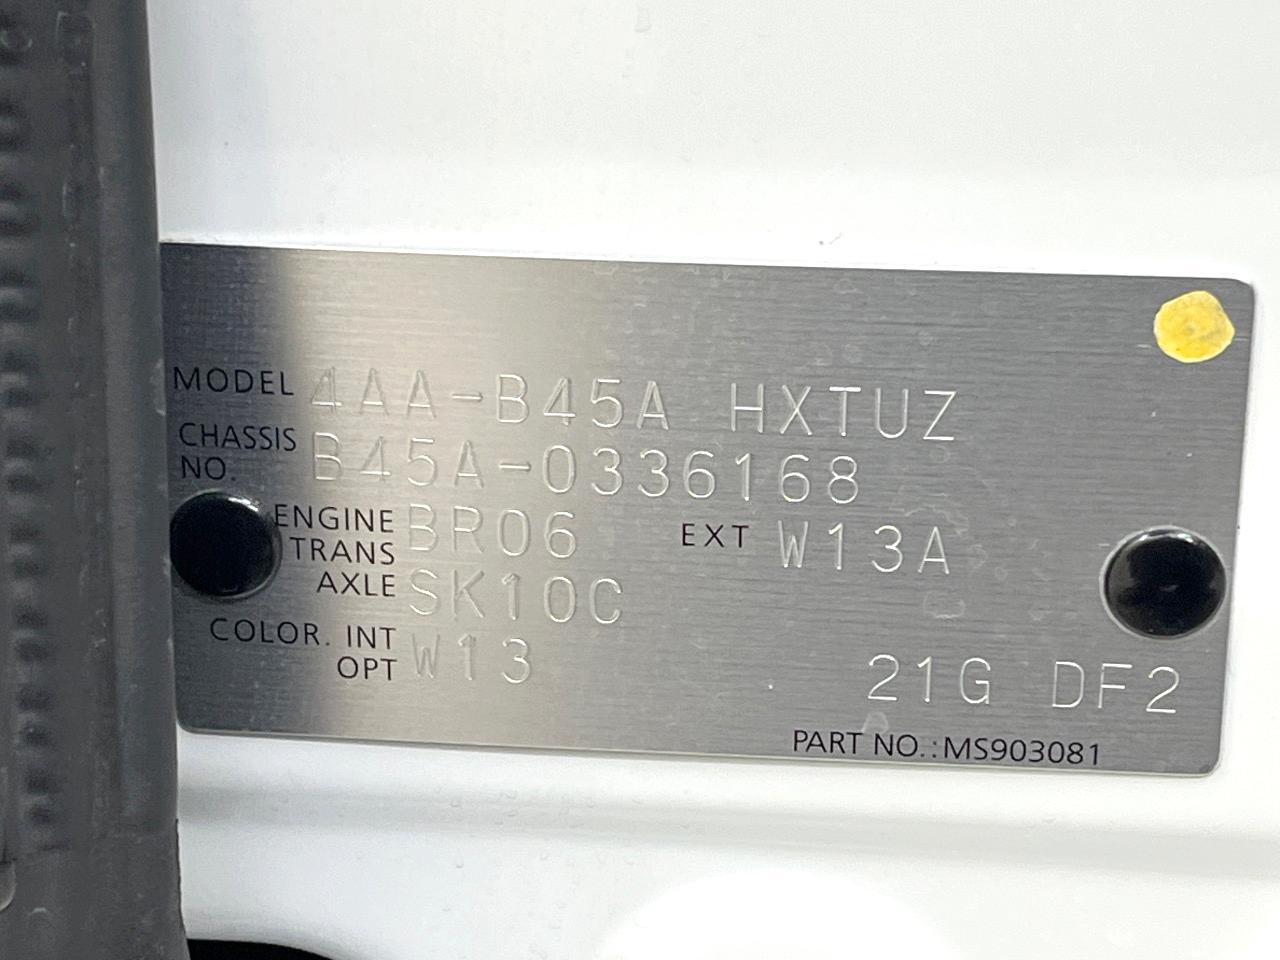 MODEL 4AA-B45A HXTUZ
CHASSIS NO. B45A-0336168
ENGINE BR06 EXT W13A
TRANS AXLE SK10C
COLOR. INT W13
OPT 21G DF2
PART NO.:MS903081